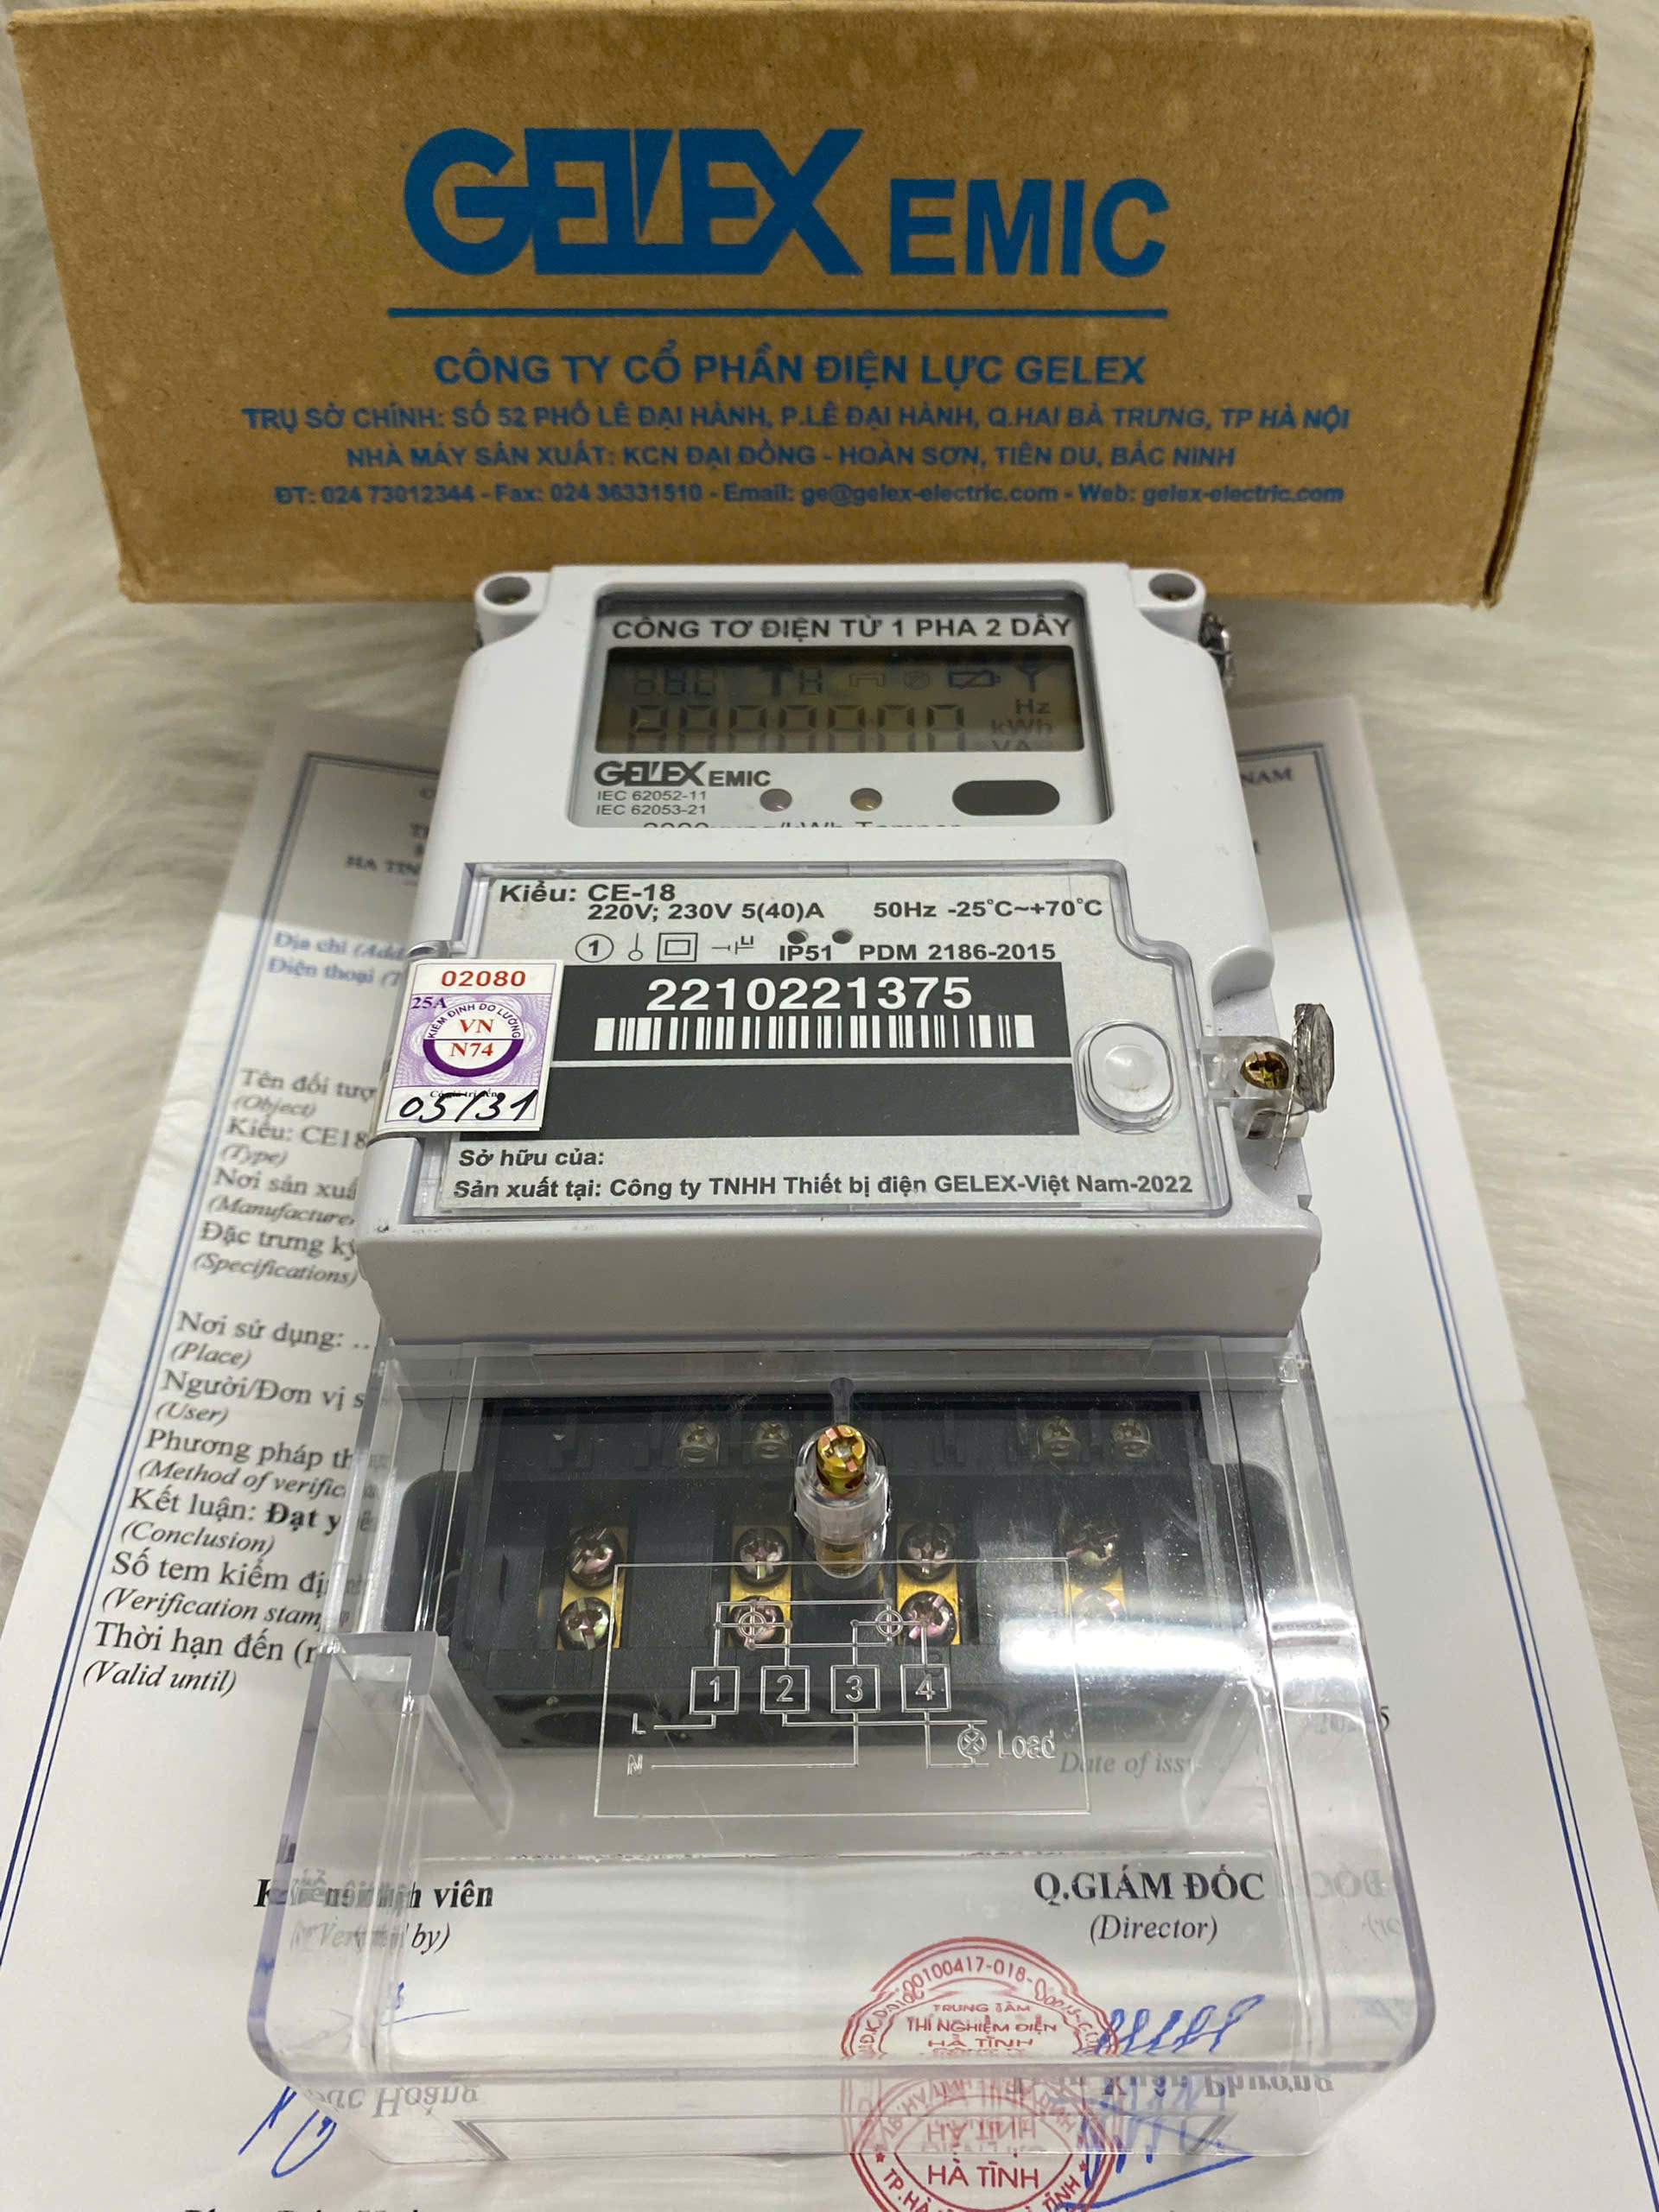 GELEX EMIC
CÔNG TY CỔ PHẦN ĐIỆN LỰC GELEX
TRỤ SỞ CHÍNH: SỐ 52 PHỐ LÊ ĐẠI HÀNH, P.LÊ ĐẠI HÀNH, Q.HAI BÀ TRƯNG, TP HÀ NỘI
NHÀ MÁY SẢN XUẤT: KCN ĐẠI ĐỒNG - HOÀN SƠN, TIÊN DU, BẮC NINH
ĐT: 024 73012344 - Fax: 024 36331510 - Email: ge@gelex-electric.com - Web: gelex-electric.com
CÔNG TƠ ĐIỆN TỬ 1 PHA 2 DÂY
Hz
kWh
GELEX EMIC
IEC 62052-11
IEC 62053-21
Kiểu: CE-18
220V; 230V 5(40)A 50Hz -25°C~+70°C
1 IP51 PDM 2186-2015
2210221375
02080
25A
KIỂM ĐỊNH ĐO LƯỜNG
VN
N74
05/31
Sở hữu của:
Sản xuất tại: Công ty TNHH Thiết bị điện GELEX-Việt Nam-2022
NAM
HA TIN
Địa chỉ (Add
Điện thoại (T
Tên đối tượ
(Object)
Kiểu: CE18
(Type)
Nơi sản xuấ
(Manufacture
Đặc trưng kỹ
(Specifications)
Nơi sử dụng: ..
(Place)
Người/Đơn vị s
(User)
Phương pháp th
(Method of verific
Kết luận: Đạt y
(Conclusion)
Số tem kiểm đị
(Verification stam
Thời hạn đến (n
(Valid until)
1 2 3 4
L
N
Load
Date of iss
viên
by)
Q.GIÁM ĐỐC
(Director)
00100417-018
TRUNG TÂM
THÍ NGHIỆM ĐIỆN
HÀ TĨNH
HÀ TĨNH